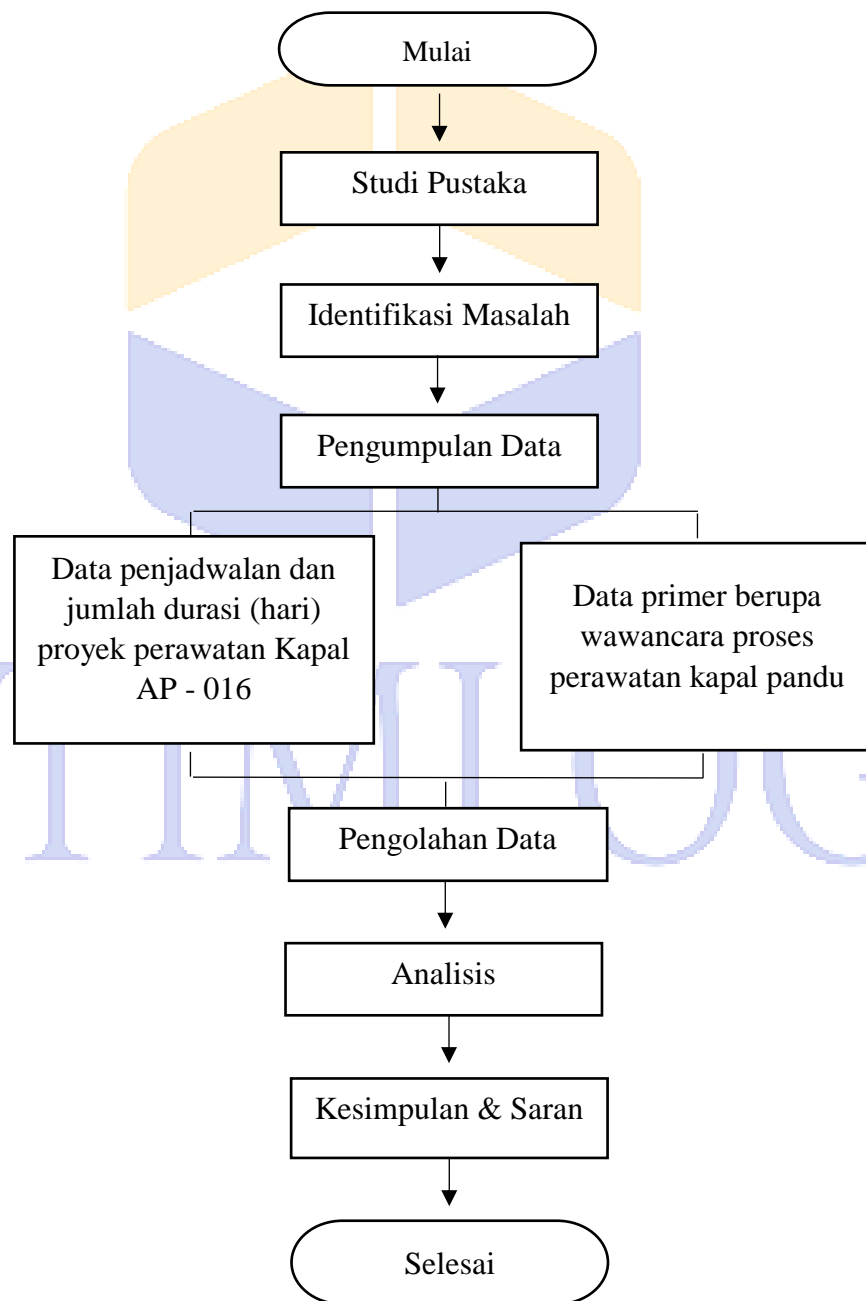 Mulai
Studi Pustaka
Identifikasi Masalah
Pengumpulan Data
Data penjadwalan dan
jumlah durasi (hari)
proyek perawatan Kapal
AP - 016
Data primer berupa
wawancara proses
perawatan kapal pandu
Pengolahan Data
Analisis
Kesimpulan & Saran
Selesai